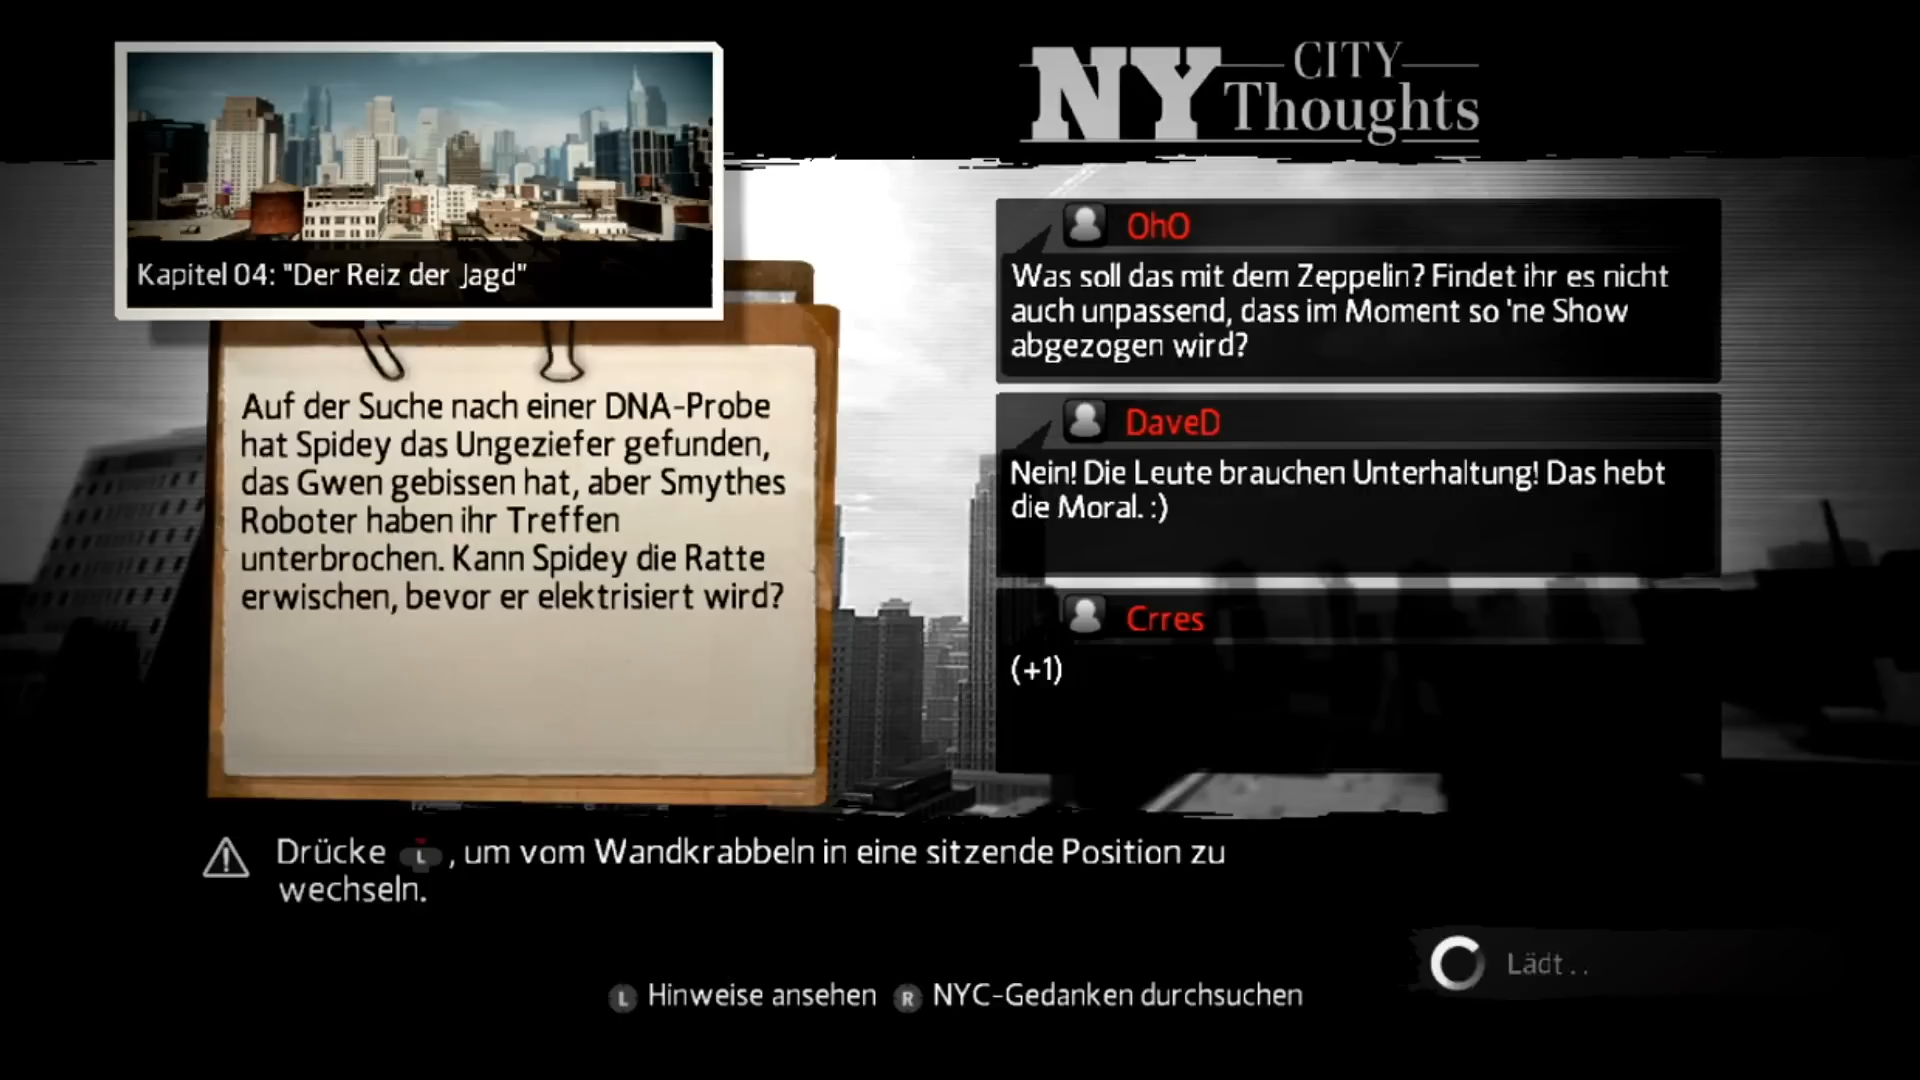 Kapitel 04: "Der Reiz der Jagd"
Auf der Suche nach einer DNA-Probe
hat Spidey das Ungeziefer gefunden,
das Gwen gebissen hat, aber Smythes
Roboter haben ihr Treffen
unterbrochen. Kann Spidey die Ratte
erwischen, bevor er elektrisiert wird?
NY CITY
Thoughts
OhO
Was soll das mit dem Zeppelin? Findet ihr es nicht
auch unpassend, dass im Moment so 'ne Show
abgezogen wird?
DaveD
Nein! Die Leute brauchen Unterhaltung! Das hebt
die Moral. :)
Crres
(+1)
Drücke L, um vom Wandkrabbeln in eine sitzende Position zu
wechseln.
Lädt..
L Hinweise ansehen R NYC-Gedanken durchsuchen